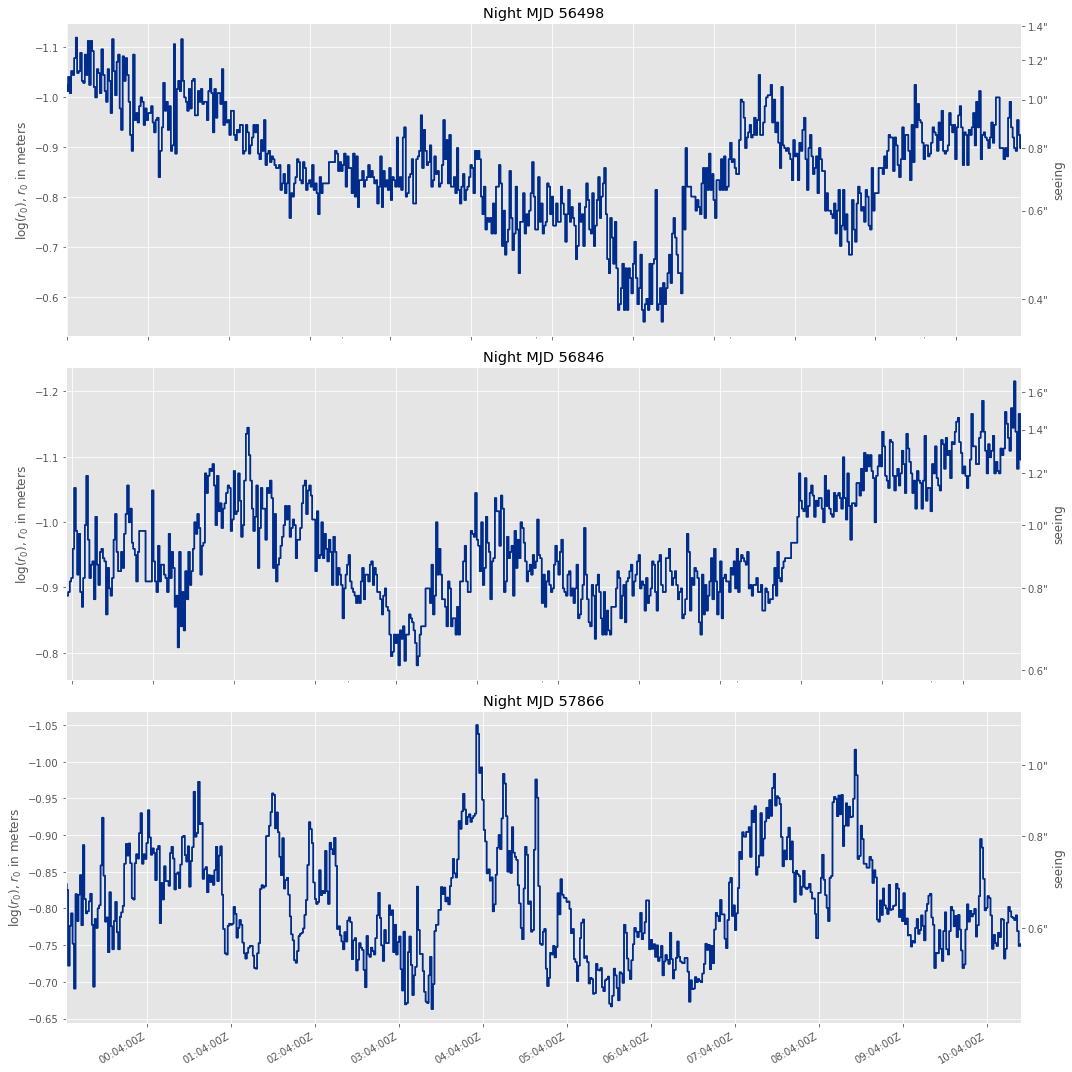 Night MJD 56498
log(r₀), r₀ in meters
−1.1
−1.0
−0.9
−0.8
−0.7
−0.6
1.4"
1.2"
1.0"
0.8"
0.6"
0.4"
seeing
Night MJD 56846
log(r₀), r₀ in meters
−1.2
−1.1
−1.0
−0.9
−0.8
1.6"
1.4"
1.2"
1.0"
0.8"
0.6"
seeing
Night MJD 57866
log(r₀), r₀ in meters
−1.05
−1.00
−0.95
−0.90
−0.85
−0.80
−0.75
−0.70
−0.65
1.0"
0.8"
0.6"
seeing
00:04:00Z
01:04:00Z
02:04:00Z
03:04:00Z
04:04:00Z
05:04:00Z
06:04:00Z
07:04:00Z
08:04:00Z
09:04:00Z
10:04:00Z